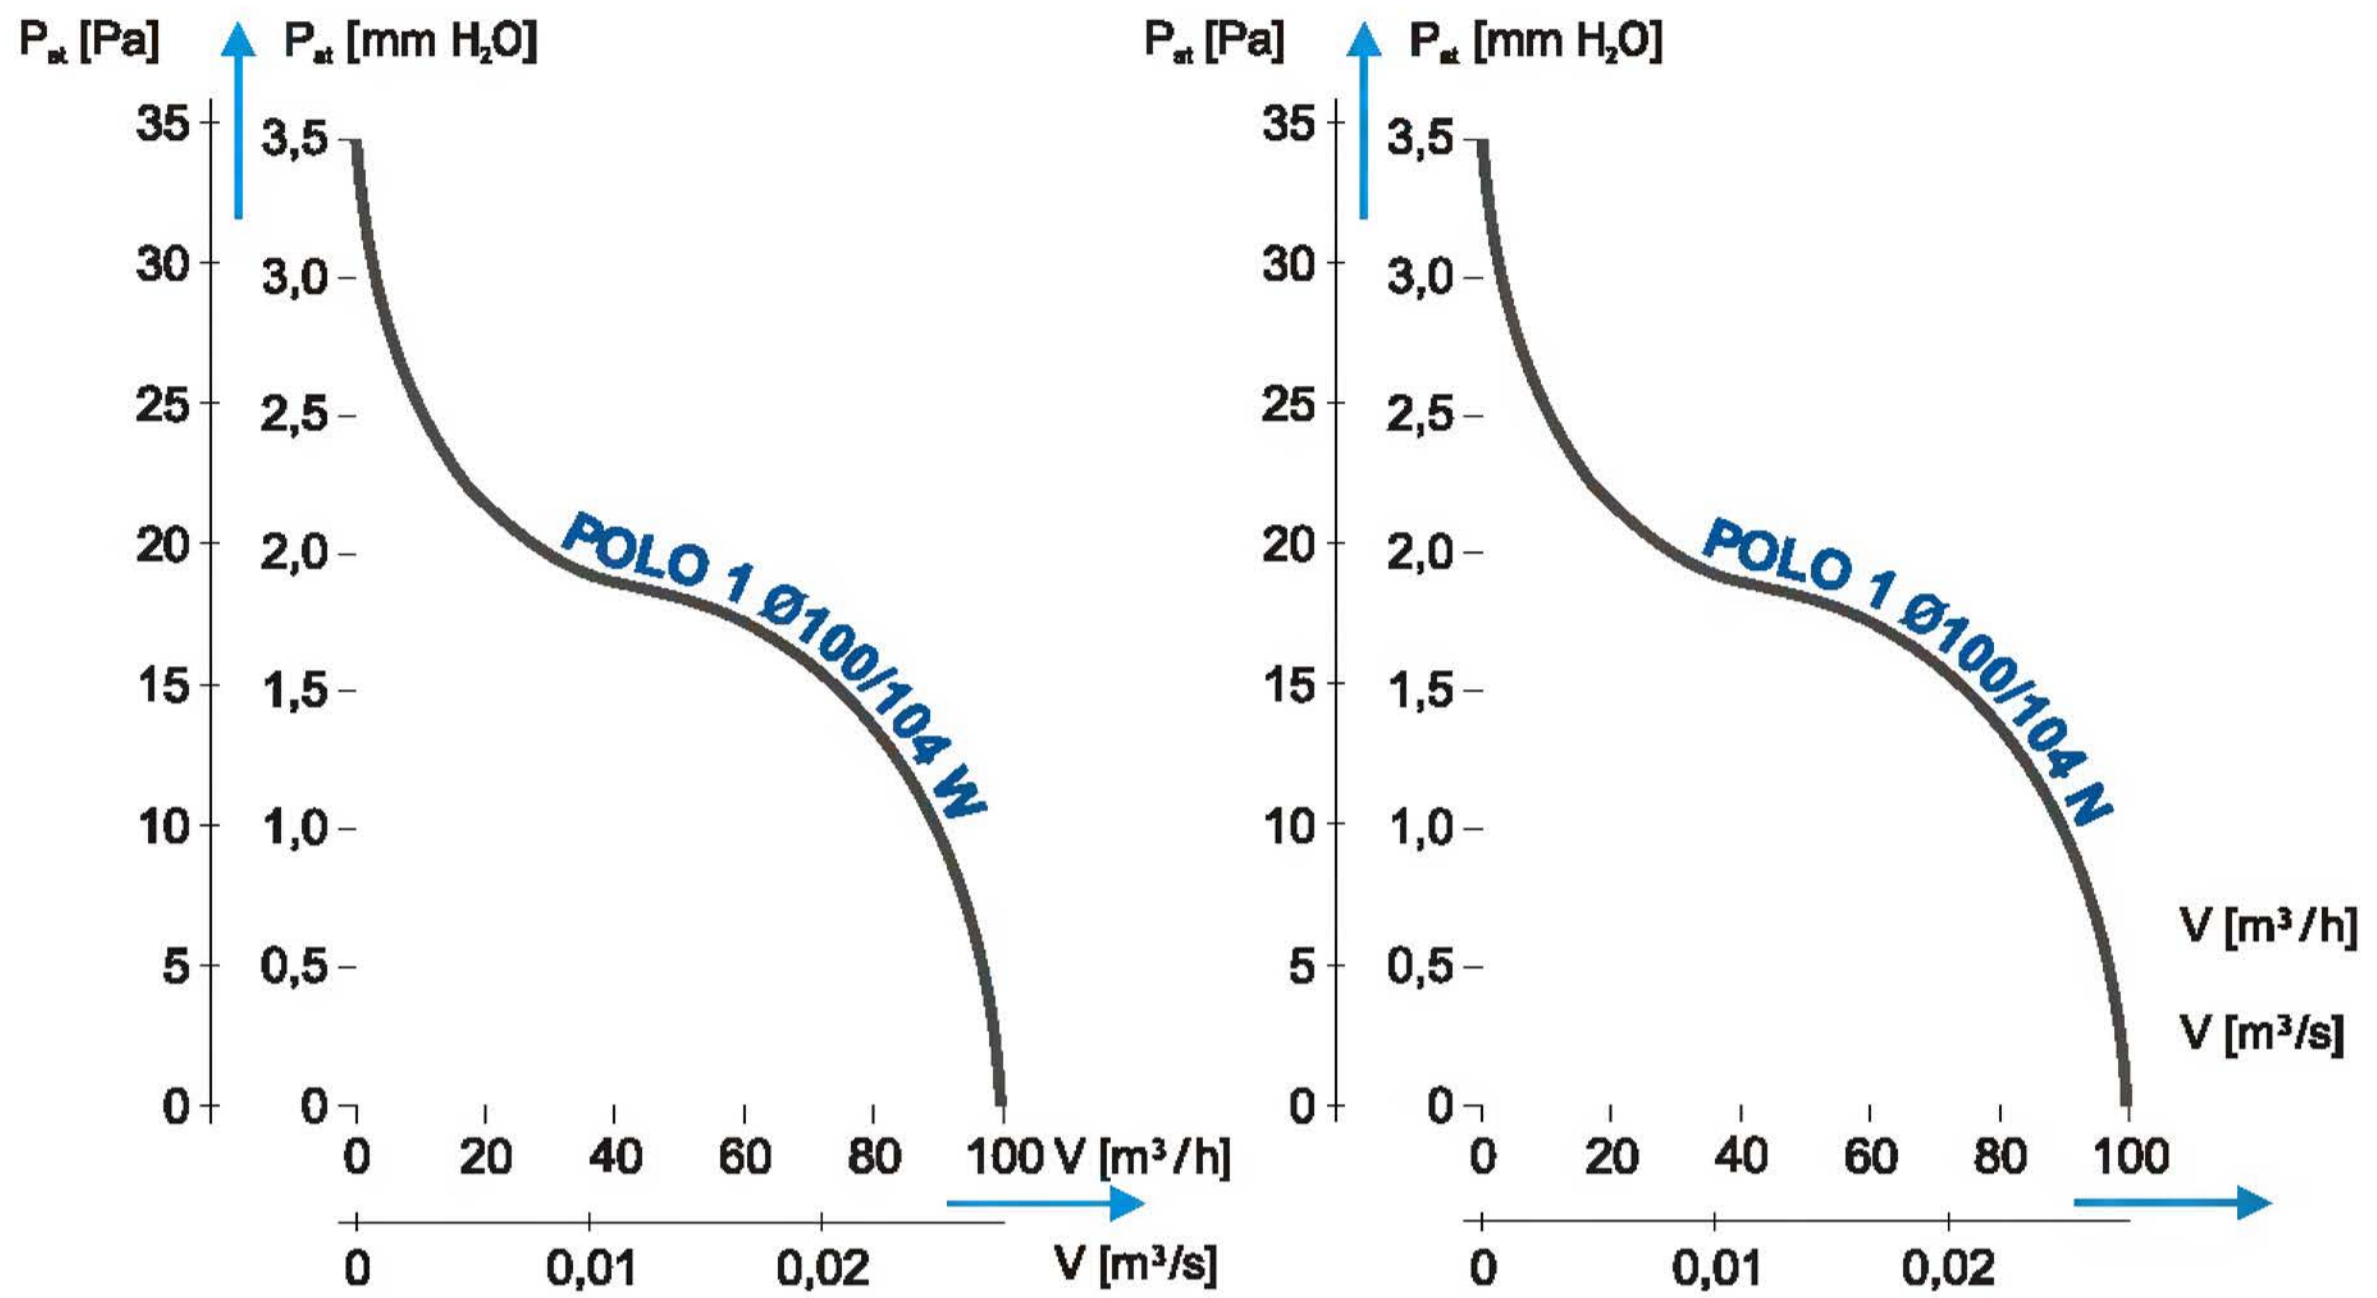 Pst [Pa] Pst [mm H₂O]
35 3,5
30 3,0
25 2,5
20 2,0
15 1,5
10 1,0
5 0,5
0 0
POLO 1 Ø100/104 W
0 20 40 60 80 100 V [m³/h]
0 0,01 0,02 V [m³/s]
Pst [Pa] Pst [mm H₂O]
35 3,5
30 3,0
25 2,5
20 2,0
15 1,5
10 1,0
5 0,5
0 0
POLO 1 Ø100/104 N
V [m³/h]
V [m³/s]
0 20 40 60 80 100
0 0,01 0,02